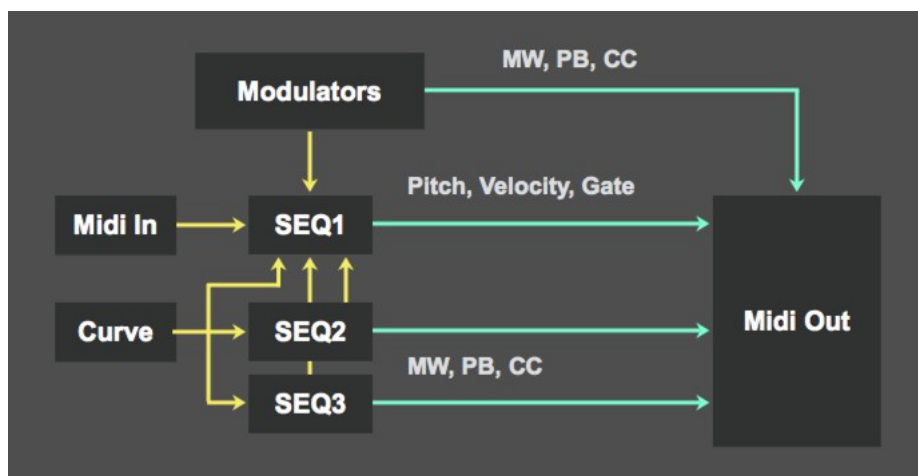 MW, PB, CC
Modulators
Pitch, Velocity, Gate
Midi In
SEQ1
Curve
SEQ2
Midi Out
MW, PB, CC
SEQ3